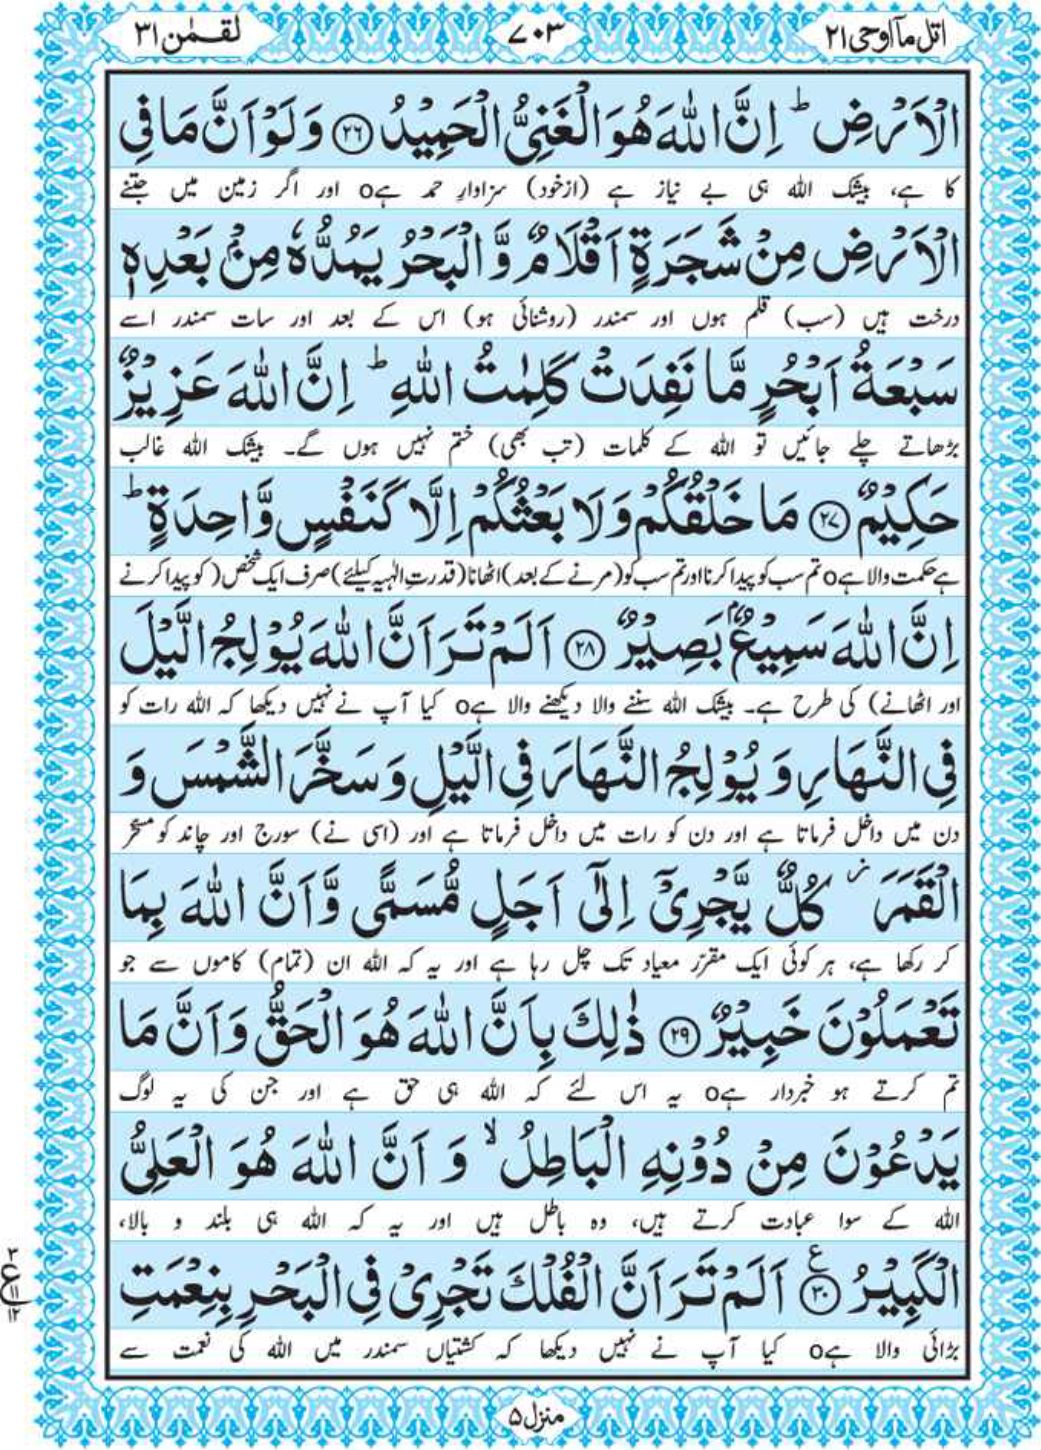 اتل مآ اوحی ۲۱
۷۰۳
لقمٰن ۳۱
الْاَرْضِ ؕ اِنَّ اللّٰهَ هُوَ الْغَنِیُّ الْحَمِیْدُ ﴿۲۶﴾ وَ لَوْ اَنَّ مَا فِی
کا ہے، بیشک اللہ ہی بے نیاز ہے (ازخود) سزاوارِ حمد ہے٥ اور اگر زمین میں جتنے
الْاَرْضِ مِنْ شَجَرَةٍ اَقْلَامٌ وَّ الْبَحْرُ یَمُدُّهٗ مِنْۢ بَعْدِهٖ
درخت ہیں (سب) قلم ہوں اور سمندر (روشنائی ہو) اس کے بعد اور سات سمندر اسے
سَبْعَةُ اَبْحُرٍ مَّا نَفِدَتْ كَلِمٰتُ اللّٰهِ ؕ اِنَّ اللّٰهَ عَزِیْزٌ
بڑھاتے چلے جائیں تو اللہ کے کلمات (تب بھی) ختم نہیں ہوں گے۔ بیشک اللہ غالب
حَكِیْمٌ ﴿۲۷﴾ مَا خَلْقُكُمْ وَ لَا بَعْثُكُمْ اِلَّا كَنَفْسٍ وَّاحِدَةٍ ؕ
ہے حکمت والا ہے٥ تم سب کو پیدا کرنا اور تم سب کو (مرنے کے بعد) اٹھانا (قدرتِ الٰہیہ کیلئے) صرف ایک شخص (کو پیدا کرنے
اِنَّ اللّٰهَ سَمِیْعٌۢ بَصِیْرٌ ﴿۲۸﴾ اَلَمْ تَرَ اَنَّ اللّٰهَ یُوْلِجُ الَّیْلَ
اور اٹھانے) کی طرح ہے۔ بیشک اللہ سننے والا دیکھنے والا ہے٥ کیا آپ نے نہیں دیکھا کہ اللہ رات کو
فِی النَّهَارِ وَ یُوْلِجُ النَّهَارَ فِی الَّیْلِ وَ سَخَّرَ الشَّمْسَ وَ
دن میں داخل فرماتا ہے اور دن کو رات میں داخل فرماتا ہے اور (اسی نے) سورج اور چاند کو مسخّر
الْقَمَرَ ؗ كُلٌّ یَّجْرِیْۤ اِلٰۤی اَجَلٍ مُّسَمًّی وَّ اَنَّ اللّٰهَ بِمَا
کر رکھا ہے، ہر کوئی ایک مقرّر میعاد تک چل رہا ہے اور یہ کہ اللہ ان (تمام) کاموں سے جو
تَعْمَلُوْنَ خَبِیْرٌ ﴿۲۹﴾ ذٰلِكَ بِاَنَّ اللّٰهَ هُوَ الْحَقُّ وَ اَنَّ مَا
تم کرتے ہو خبردار ہے٥ یہ اس لئے کہ اللہ ہی حق ہے اور جن کی یہ لوگ
یَدْعُوْنَ مِنْ دُوْنِهِ الْبَاطِلُ ۙ وَ اَنَّ اللّٰهَ هُوَ الْعَلِیُّ
اللہ کے سوا عبادت کرتے ہیں، وہ باطل ہیں اور یہ کہ اللہ ہی بلند و بالا،
الْكَبِیْرُ ﴿۳۰﴾ ع اَلَمْ تَرَ اَنَّ الْفُلْكَ تَجْرِیْ فِی الْبَحْرِ بِنِعْمَتِ
۳ ع ۱۱ ۱۲
بڑائی والا ہے٥ کیا آپ نے نہیں دیکھا کہ کشتیاں سمندر میں اللہ کی نعمت سے
منزل ۵